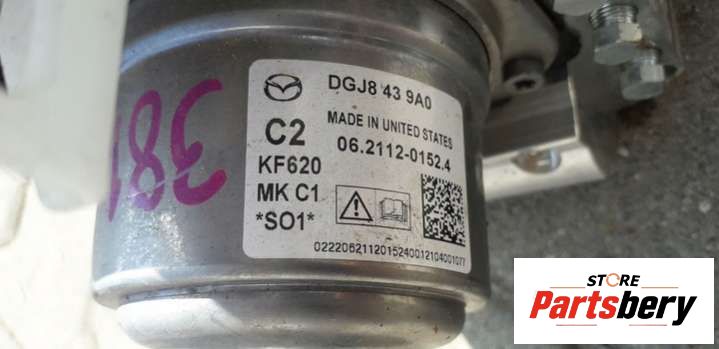 381
DGJ8 43 9A0
MADE IN UNITED STATES
C2
06.2112-0152.4
KF620
MK C1
*SO1*
0222062112015240012104001077
STORE
Partsbery